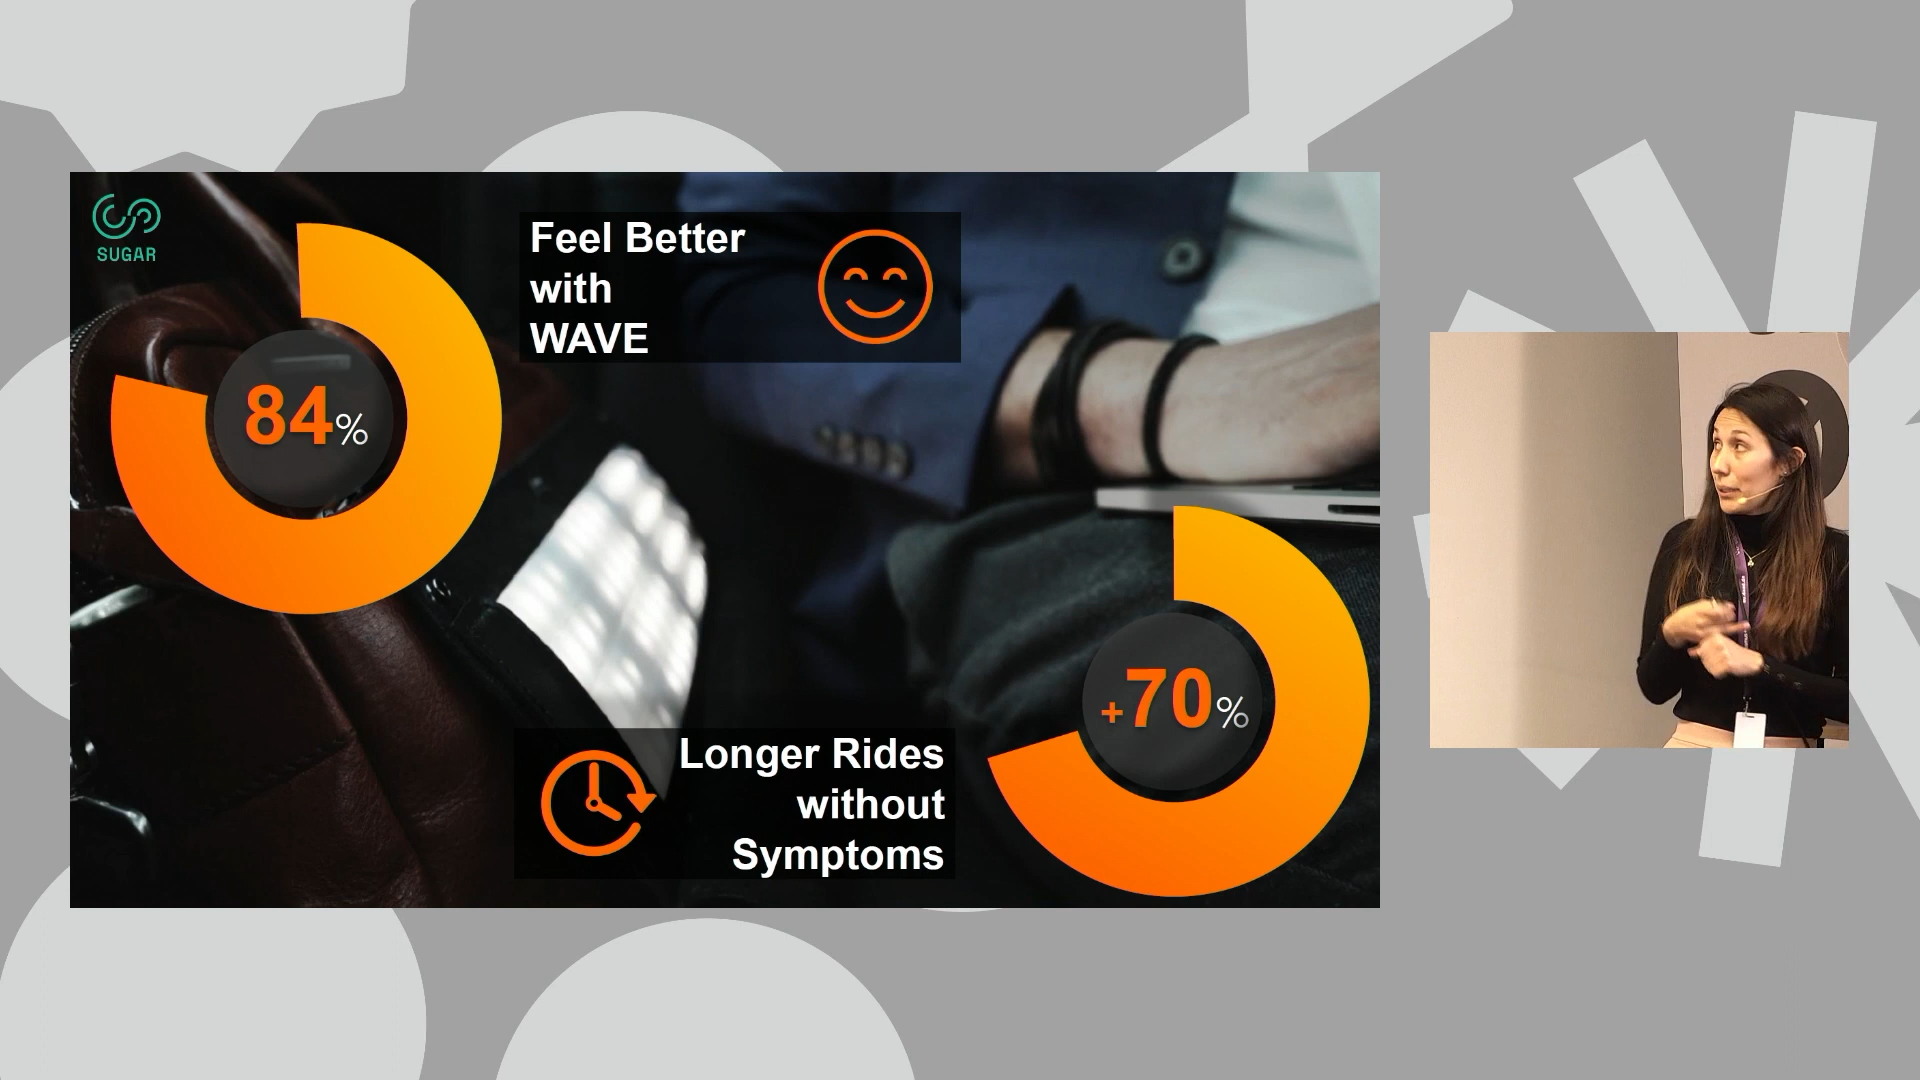 SUGAR
Feel Better
with
WAVE
84%
Longer Rides
without
Symptoms
+70%